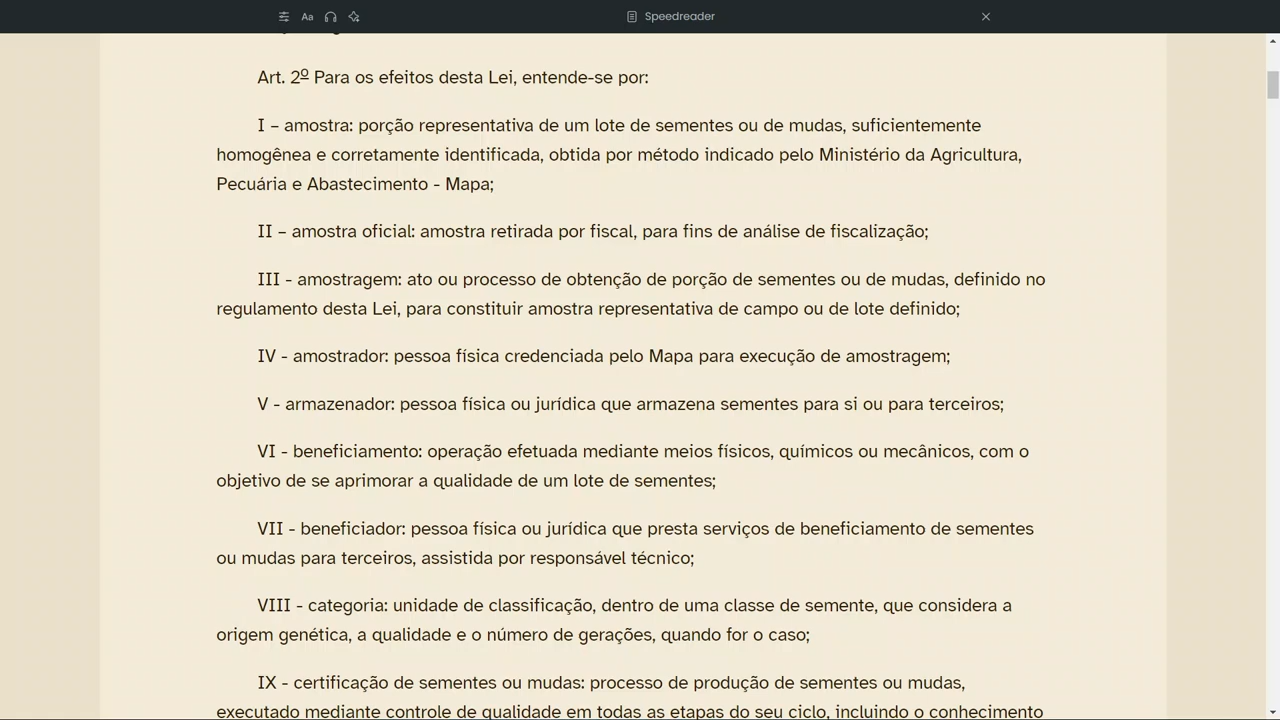 Aa
Speedreader
Art. 2º Para os efeitos desta Lei, entende-se por:
I – amostra: porção representativa de um lote de sementes ou de mudas, suficientemente
homogênea e corretamente identificada, obtida por método indicado pelo Ministério da Agricultura,
Pecuária e Abastecimento - Mapa;
II – amostra oficial: amostra retirada por fiscal, para fins de análise de fiscalização;
III - amostragem: ato ou processo de obtenção de porção de sementes ou de mudas, definido no
regulamento desta Lei, para constituir amostra representativa de campo ou de lote definido;
IV - amostrador: pessoa física credenciada pelo Mapa para execução de amostragem;
V - armazenador: pessoa física ou jurídica que armazena sementes para si ou para terceiros;
VI - beneficiamento: operação efetuada mediante meios físicos, químicos ou mecânicos, com o
objetivo de se aprimorar a qualidade de um lote de sementes;
VII - beneficiador: pessoa física ou jurídica que presta serviços de beneficiamento de sementes
ou mudas para terceiros, assistida por responsável técnico;
VIII - categoria: unidade de classificação, dentro de uma classe de semente, que considera a
origem genética, a qualidade e o número de gerações, quando for o caso;
IX - certificação de sementes ou mudas: processo de produção de sementes ou mudas,
executado mediante controle de qualidade em todas as etapas do seu ciclo, incluindo o conhecimento